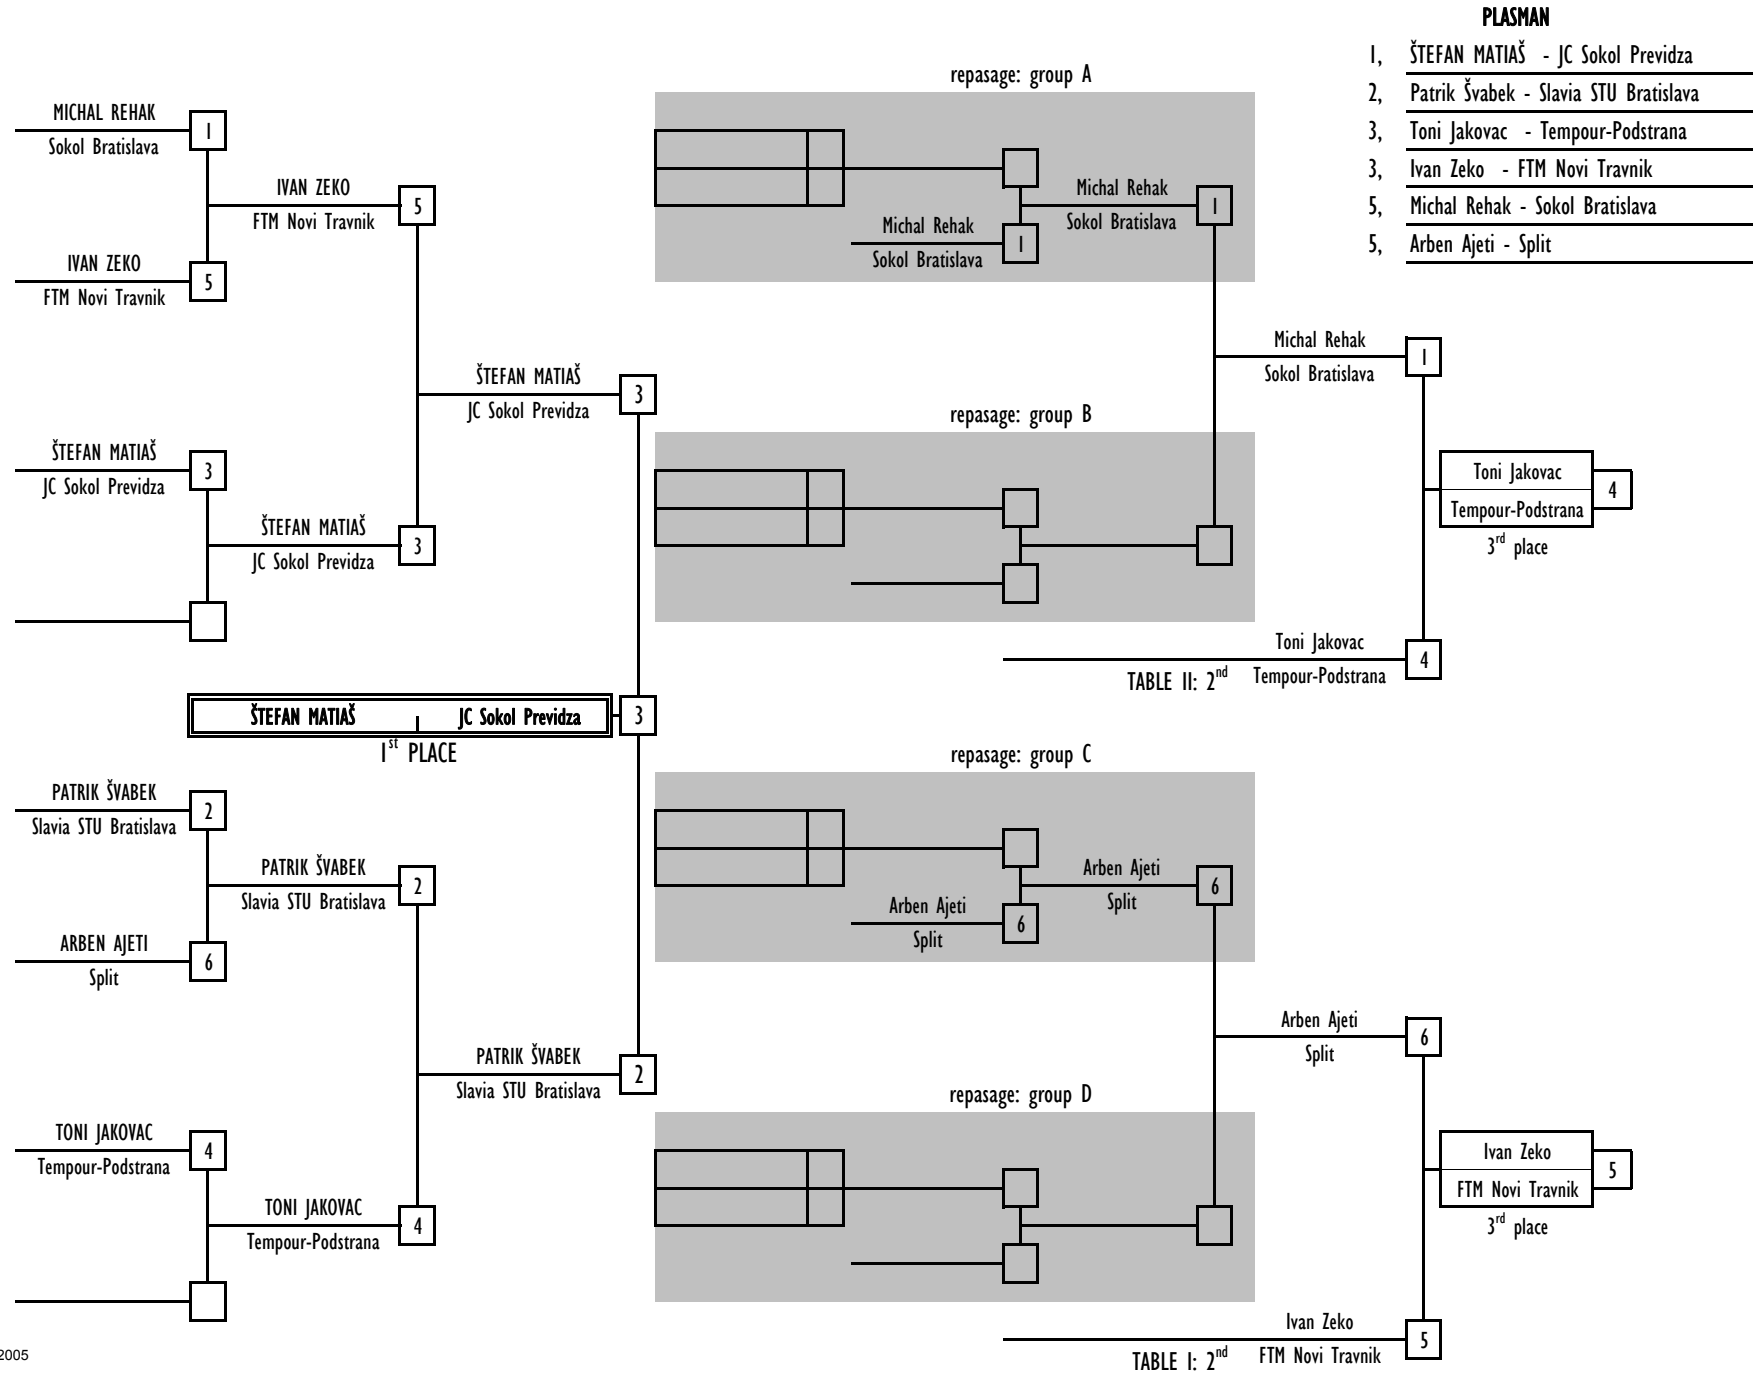 PLASMAN
1, ŠTEFAN MATIAŠ - JC Sokol Previdza
2, Patrik Švabek - Slavia STU Bratislava
3, Toni Jakovac - Tempour-Podstrana
3, Ivan Zeko - FTM Novi Travnik
5, Michal Rehak - Sokol Bratislava
5, Arben Ajeti - Split
MICHAL REHAK
1
Sokol Bratislava
IVAN ZEKO
5
FTM Novi Travnik
IVAN ZEKO
5
FTM Novi Travnik
ŠTEFAN MATIAŠ
3
JC Sokol Previdza
ŠTEFAN MATIAŠ
3
JC Sokol Previdza
ŠTEFAN MATIAŠ
3
JC Sokol Previdza
ŠTEFAN MATIAŠ JC Sokol Previdza 3
1st PLACE
PATRIK ŠVABEK
2
Slavia STU Bratislava
PATRIK ŠVABEK
2
Slavia STU Bratislava
ARBEN AJETI
6
Split
PATRIK ŠVABEK
2
Slavia STU Bratislava
TONI JAKOVAC
4
Tempour-Podstrana
TONI JAKOVAC
4
Tempour-Podstrana
repasage: group A
Michal Rehak
1
Sokol Bratislava
Michal Rehak
1
Sokol Bratislava
Michal Rehak
1
Sokol Bratislava
repasage: group B
Toni Jakovac
4
Tempour-Podstrana
3rd place
Toni Jakovac
4
TABLE II: 2nd Tempour-Podstrana
repasage: group C
Arben Ajeti
6
Split
Arben Ajeti
6
Split
Arben Ajeti
6
Split
repasage: group D
Ivan Zeko
5
FTM Novi Travnik
3rd place
Ivan Zeko
5
TABLE I: 2nd FTM Novi Travnik
2005